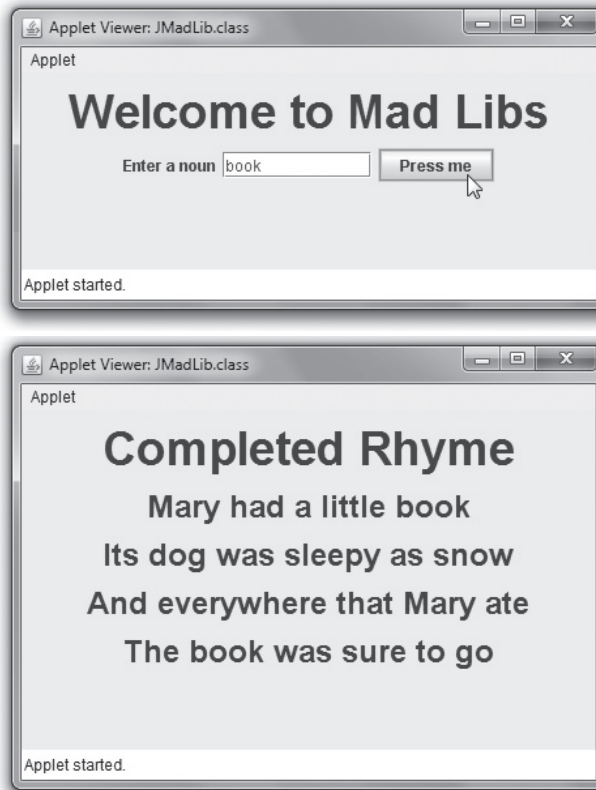 Applet Viewer: JMadLib.class
Applet
Welcome to Mad Libs
Enter a noun book Press me
Applet started.
Applet Viewer: JMadLib.class
Applet
Completed Rhyme
Mary had a little book
Its dog was sleepy as snow
And everywhere that Mary ate
The book was sure to go
Applet started.